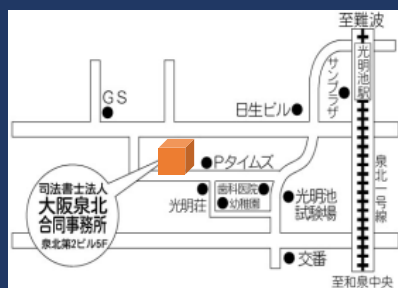 至難波
光明池駅
サンプラザ
GS
日生ビル
Pタイムズ
泉北一号線
司法書士法人
大阪泉北
合同事務所
泉北第2ビル5F
歯科医院
幼稚園
光明荘
光明池
試験場
交番
至和泉中央